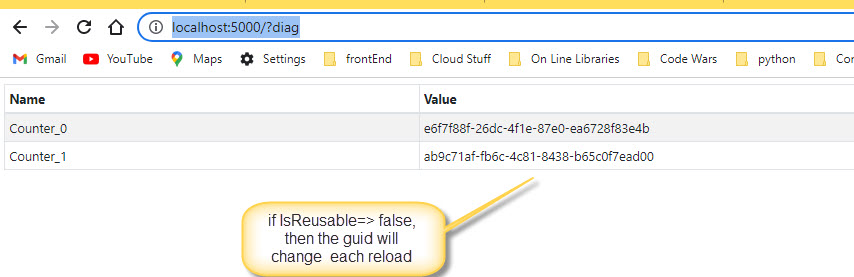 localhost:5000/?diag
Gmail YouTube Maps Settings frontEnd Cloud Stuff On Line Libraries Code Wars python Cor
Name Value
Counter_0 e6f7f88f-26dc-4f1e-87e0-ea6728f83e4b
Counter_1 ab9c71af-fb6c-4c81-8438-b65c0f7ead00
if IsReusable=> false,
then the guid will
change each reload